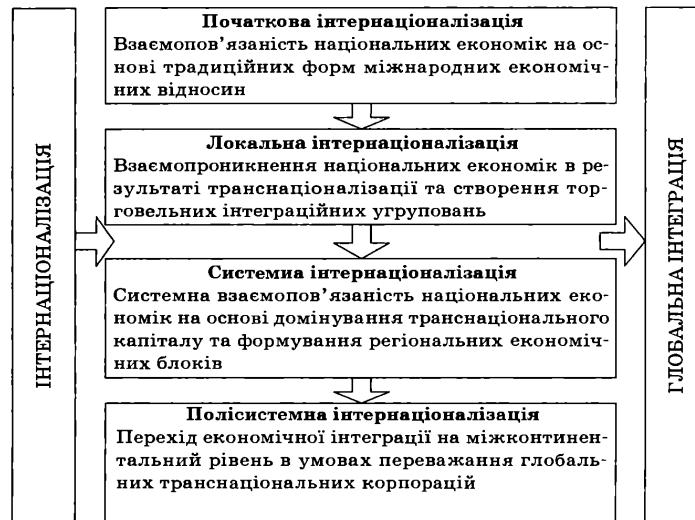 ІНТЕРНАЦІОНАЛІЗАЦІЯ
Початкова інтернаціоналізація
Взаємопов’язаність національних економік на ос-
нові традиційних форм міжнародних економіч-
них відносин
Локальна інтернаціоналізація
Взаємопроникнення національних економік в ре-
зультаті транснаціоналізації та створення тор-
говельних інтеграційних угруповань
Системна інтернаціоналізація
Системна взаємопов’язаність національних еко-
номік на основі домінування транснаціонального
капіталу та формування регіональних економіч-
них блоків
Полісистемна інтернаціоналізація
Перехід економічної інтеграції на міжконтинен-
тальний рівень в умовах переважання глобаль-
них транснаціональних корпорацій
ГЛОБАЛЬНА ІНТЕГРАЦІЯ